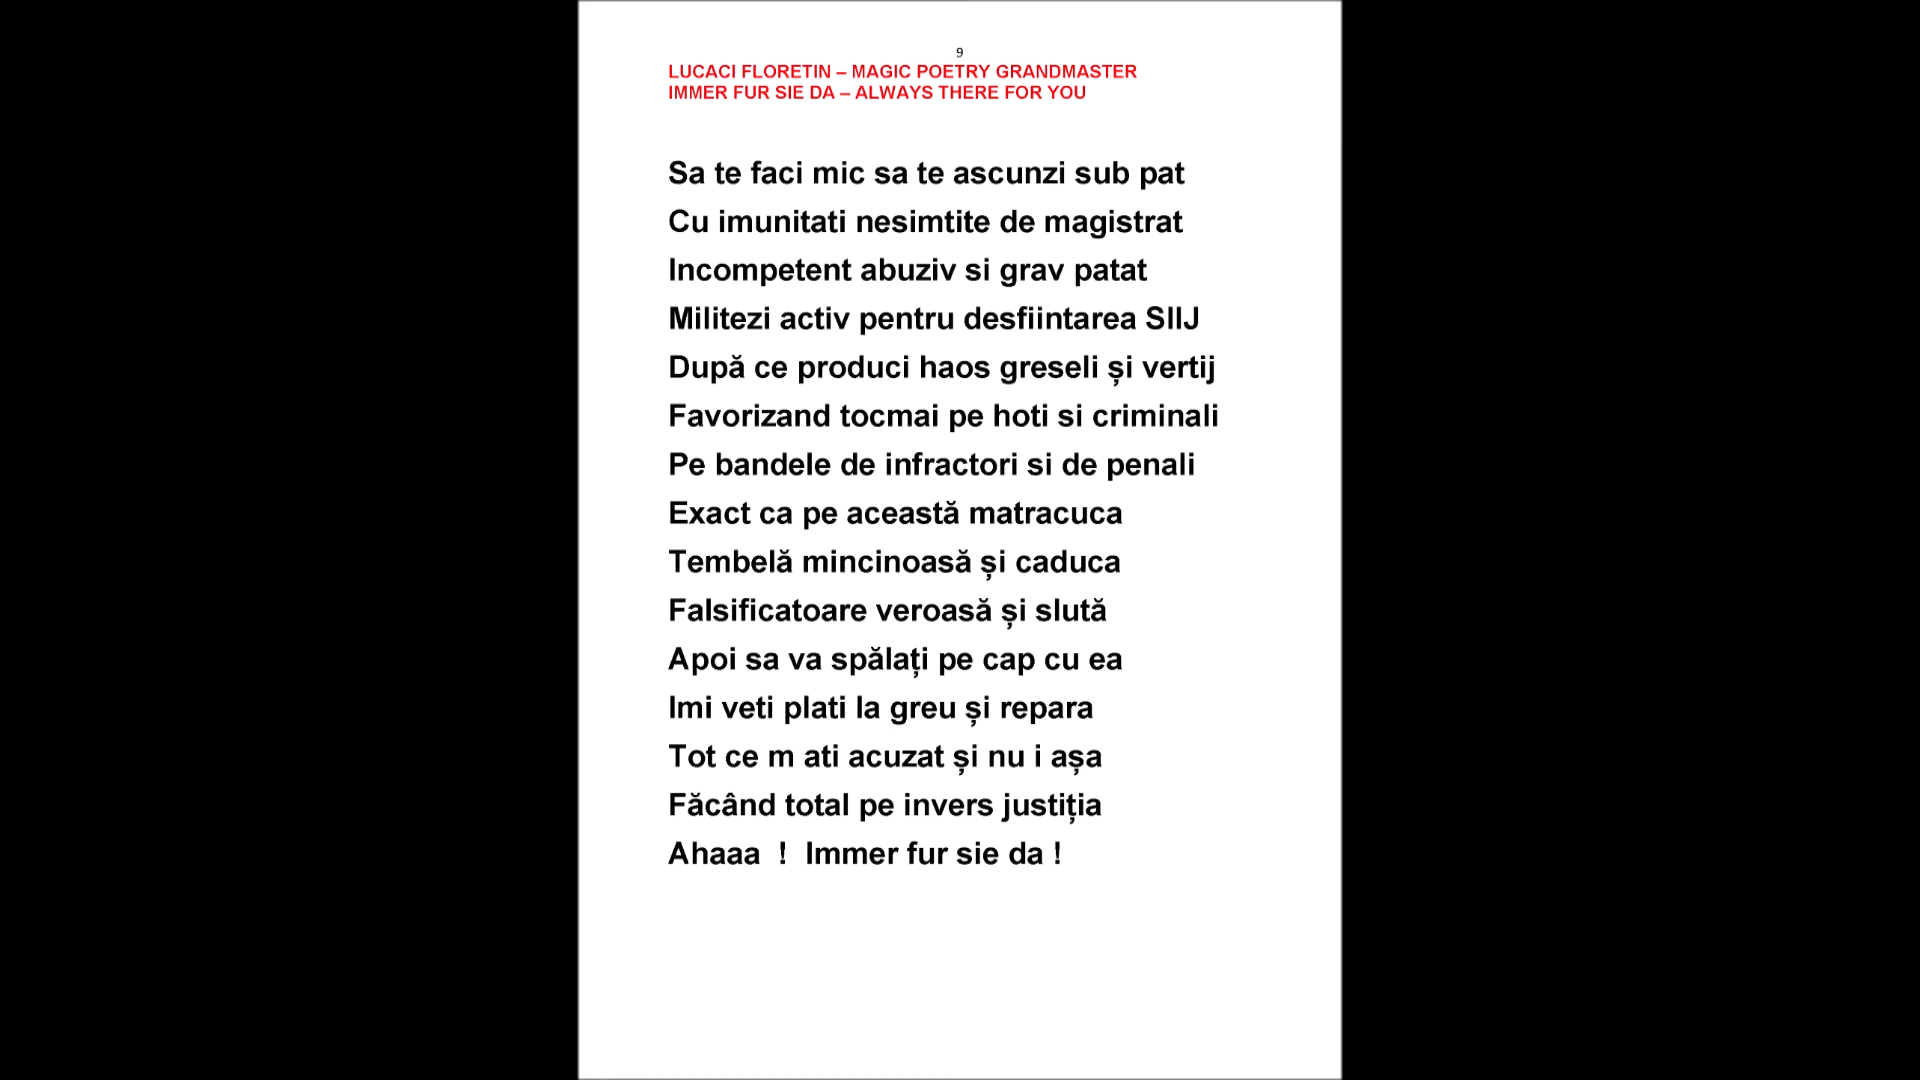 9
LUCACI FLORETIN – MAGIC POETRY GRANDMASTER
IMMER FUR SIE DA – ALWAYS THERE FOR YOU
Sa te faci mic sa te ascunzi sub pat
Cu imunitati nesimtite de magistrat
Incompetent abuziv si grav patat
Militezi activ pentru desfiintarea SIIJ
După ce produci haos greseli și vertij
Favorizand tocmai pe hoti si criminali
Pe bandele de infractori si de penali
Exact ca pe această matracuca
Tembelă mincinoasă și caduca
Falsificatoare veroasă și slută
Apoi sa va spălați pe cap cu ea
Imi veti plati la greu și repara
Tot ce m ati acuzat și nu i așa
Făcând total pe invers justiția
Ahaaa  !  Immer fur sie da !